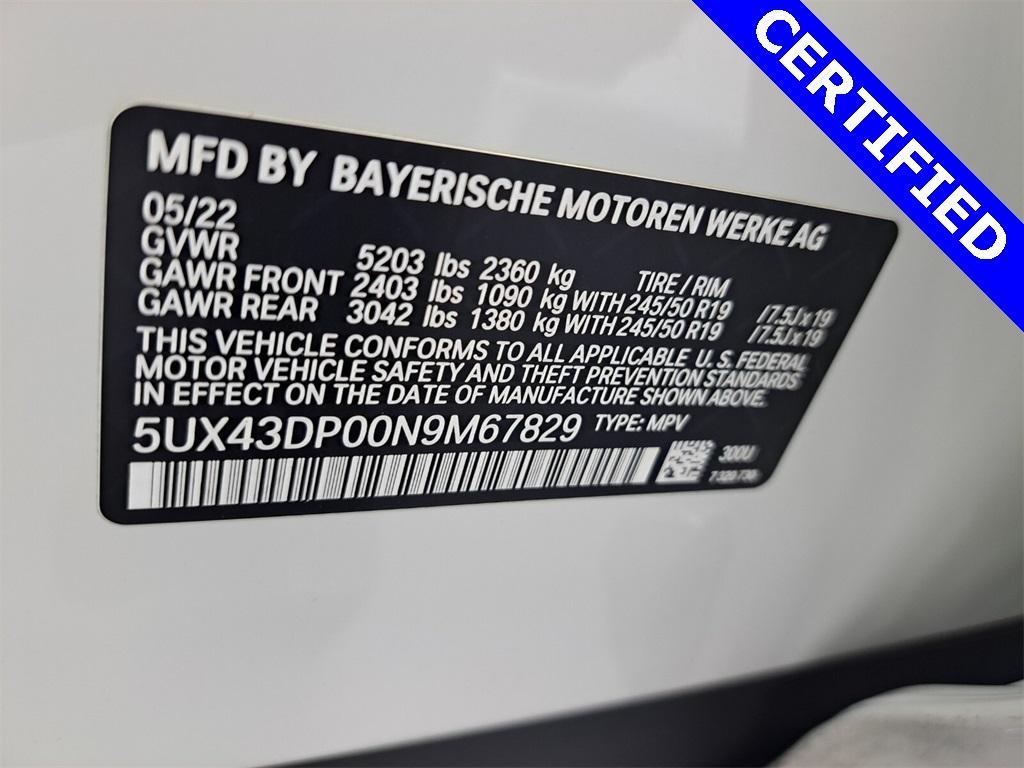 CERTIFIED
MFD BY BAYERISCHE MOTOREN WERKE AG
05/22
GVWR 5203 lbs 2360 kg TIRE / RIM
GAWR FRONT 2403 lbs 1090 kg WITH 245/50 R19 /7.5Jx19
GAWR REAR 3042 lbs 1380 kg WITH 245/50 R19 /7.5Jx19
THIS VEHICLE CONFORMS TO ALL APPLICABLE U. S. FEDERAL
MOTOR VEHICLE SAFETY AND THEFT PREVENTION STANDARDS
IN EFFECT ON THE DATE OF MANUFACTURE SHOWN ABOVE.
5UX43DP00N9M67829 TYPE: MPV
300U